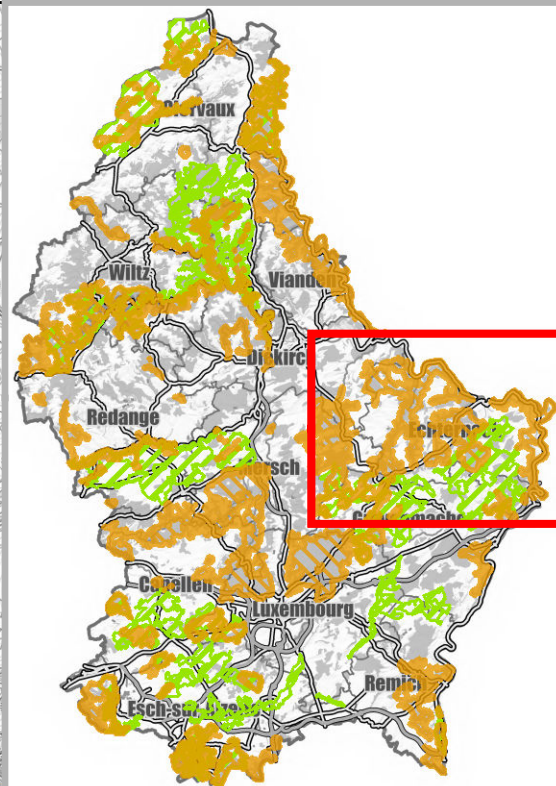 Clervaux
Wiltz
Vianden
Diekirch
Redange
Echternach
Mersch
Grevenmacher
Capellen
Luxembourg
Remich
Esch-sur-Alzette